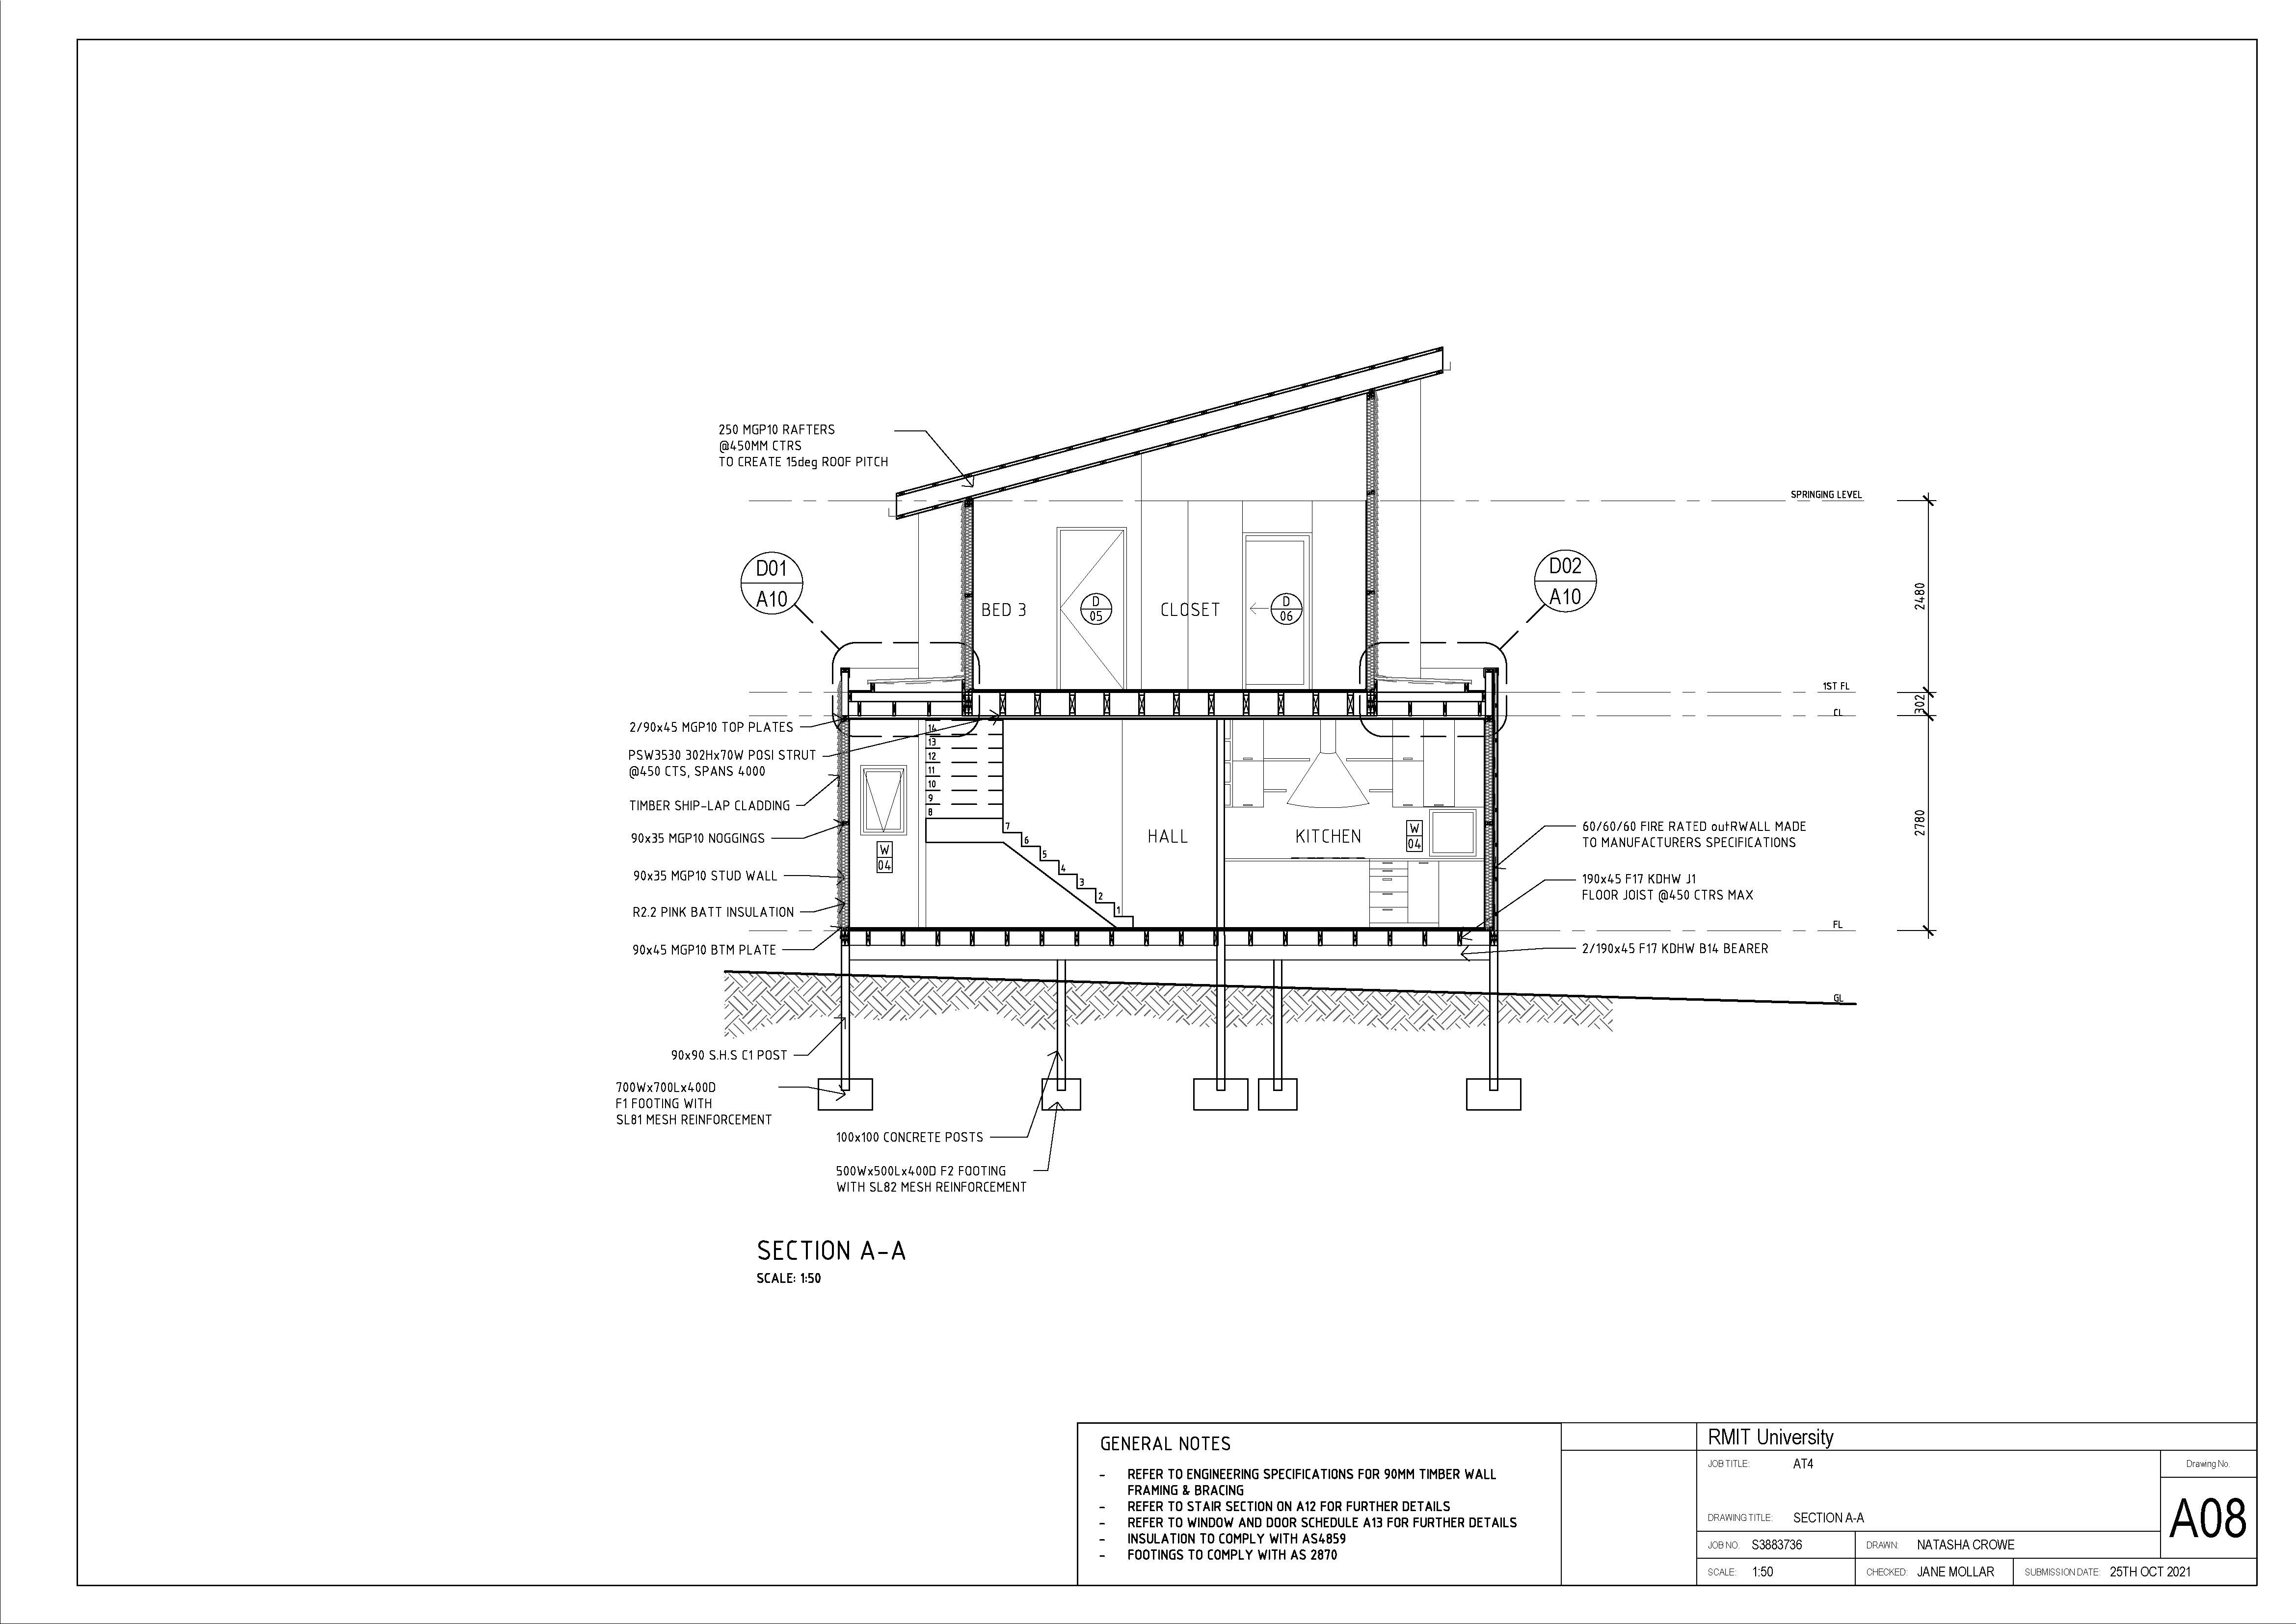 250 MGP10 RAFTERS
@450MM CTRS
TO CREATE 15deg ROOF PITCH
SPRINGING LEVEL
D01
A10
D02
A10
2480
BED 3
D
05
CLOSET
D
06
1ST FL
302
CL
2/90x45 MGP10 TOP PLATES
PSW3530 302Hx70W POSI STRUT
@450 CTS, SPANS 4000
TIMBER SHIP-LAP CLADDING
90x35 MGP10 NOGGINGS
90x35 MGP10 STUD WALL
R2.2 PINK BATT INSULATION
90x45 MGP10 BTM PLATE
14
13
12
11
10
9
8
7
6
5
4
3
2
1
W
04
HALL
KITCHEN
W
04
2780
60/60/60 FIRE RATED outRWALL MADE
TO MANUFACTURERS SPECIFICATIONS
190x45 F17 KDHW J1
FLOOR JOIST @450 CTRS MAX
FL
2/190x45 F17 KDHW B14 BEARER
GL
90x90 S.H.S C1 POST
700Wx700Lx400D
F1 FOOTING WITH
SL81 MESH REINFORCEMENT
100x100 CONCRETE POSTS
500Wx500Lx400D F2 FOOTING
WITH SL82 MESH REINFORCEMENT
SECTION A-A
SCALE: 1:50
GENERAL NOTES
- REFER TO ENGINEERING SPECIFICATIONS FOR 90MM TIMBER WALL
FRAMING & BRACING
- REFER TO STAIR SECTION ON A12 FOR FURTHER DETAILS
- REFER TO WINDOW AND DOOR SCHEDULE A13 FOR FURTHER DETAILS
- INSULATION TO COMPLY WITH AS4859
- FOOTINGS TO COMPLY WITH AS 2870
RMIT University
JOB TITLE: AT4
Drawing No.
A08
DRAWING TITLE: SECTION A-A
JOB NO. S3883736
DRAWN: NATASHA CROWE
SCALE: 1:50
CHECKED: JANE MOLLAR
SUBMISSION DATE: 25TH OCT 2021